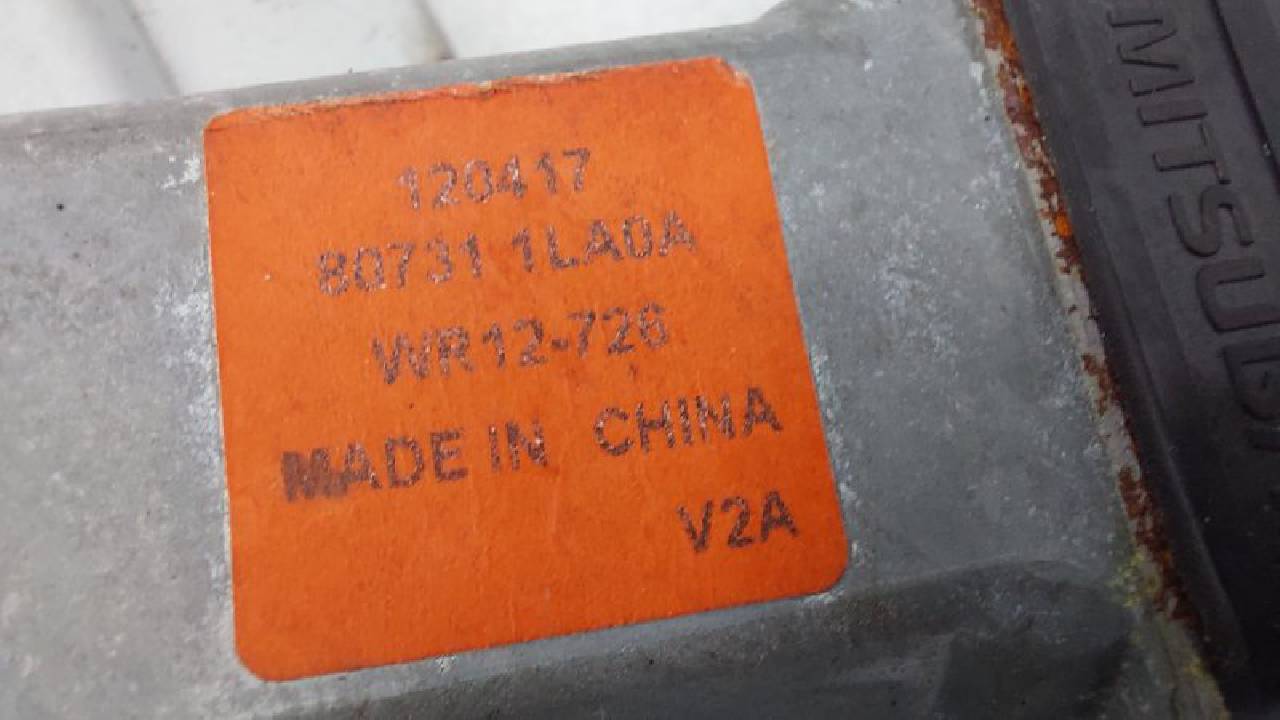 120417
80731 1LA0A
WR12-726
MADE IN CHINA
V2A
MITSUBI